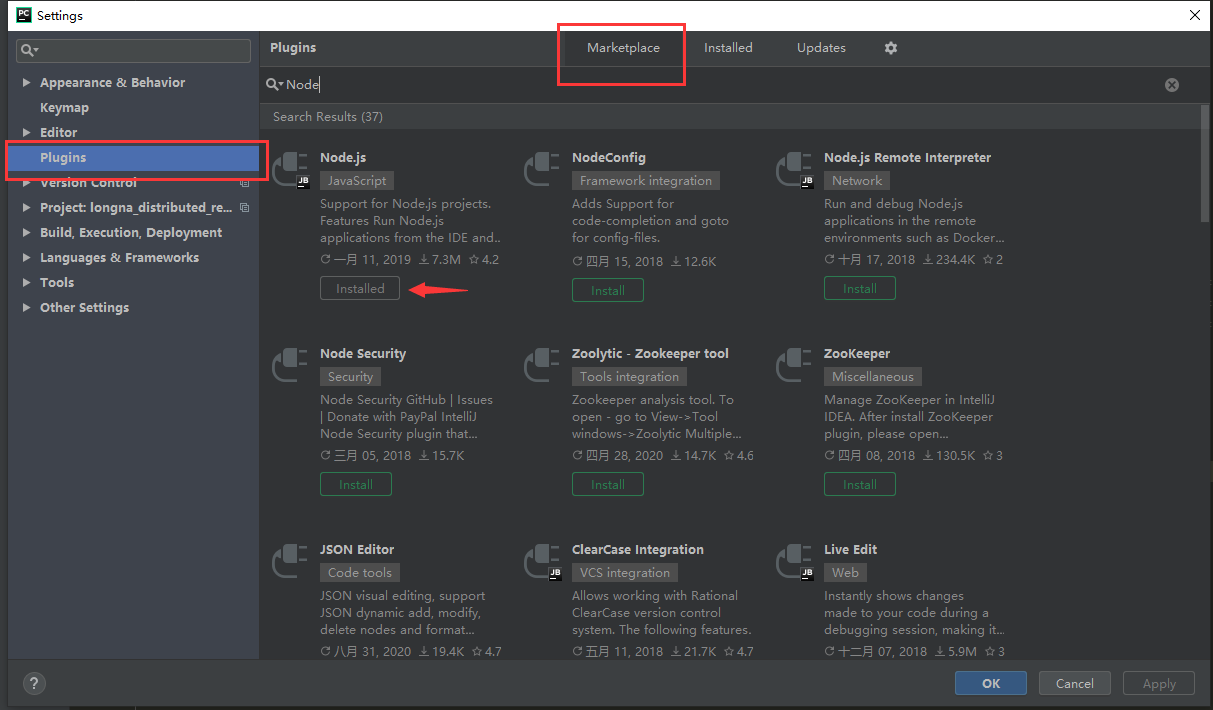 PC Settings
Plugins Marketplace Installed Updates
Node
Appearance & Behavior
Keymap
Editor
Plugins
Version Control
Project: longna_distributed_re...
Build, Execution, Deployment
Languages & Frameworks
Tools
Other Settings
Search Results (37)
Node.js
JavaScript
Support for Node.js projects.
Features Run Node.js
applications from the IDE and..
一月 11, 2019 7.3M 4.2
Installed
NodeConfig
Framework integration
Adds Support for
code-completion and goto
for config-files.
四月 15, 2018 12.6K
Install
Node.js Remote Interpreter
Network
Run and debug Node.js
applications in the remote
environments such as Docker...
十月 17, 2018 234.4K 2
Install
Node Security
Security
Node Security GitHub | Issues
| Donate with PayPal IntelliJ
Node Security plugin that...
三月 05, 2018 15.7K
Install
Zoolytic - Zookeeper tool
Tools integration
Zookeeper analysis tool. To
open - go to View->Tool
windows->Zoolytic Multiple...
四月 28, 2020 14.7K 4.6
Install
ZooKeeper
Miscellaneous
Manage ZooKeeper in IntelliJ
IDEA. After install ZooKeeper
plugin, please open...
四月 08, 2018 130.5K 3
Install
JSON Editor
Code tools
JSON visual editing, support
JSON dynamic add, modify,
delete nodes and format...
八月 31, 2020 19.4K 4.7
ClearCase Integration
VCS integration
Allows working with Rational
ClearCase version control
system. The following features.
五月 11, 2018 21.7K 4.7
Live Edit
Web
Instantly shows changes
made to your code during a
debugging session, making it...
十二月 07, 2018 5.9M 3
JB
JB
JB
JB
?
OK Cancel Apply